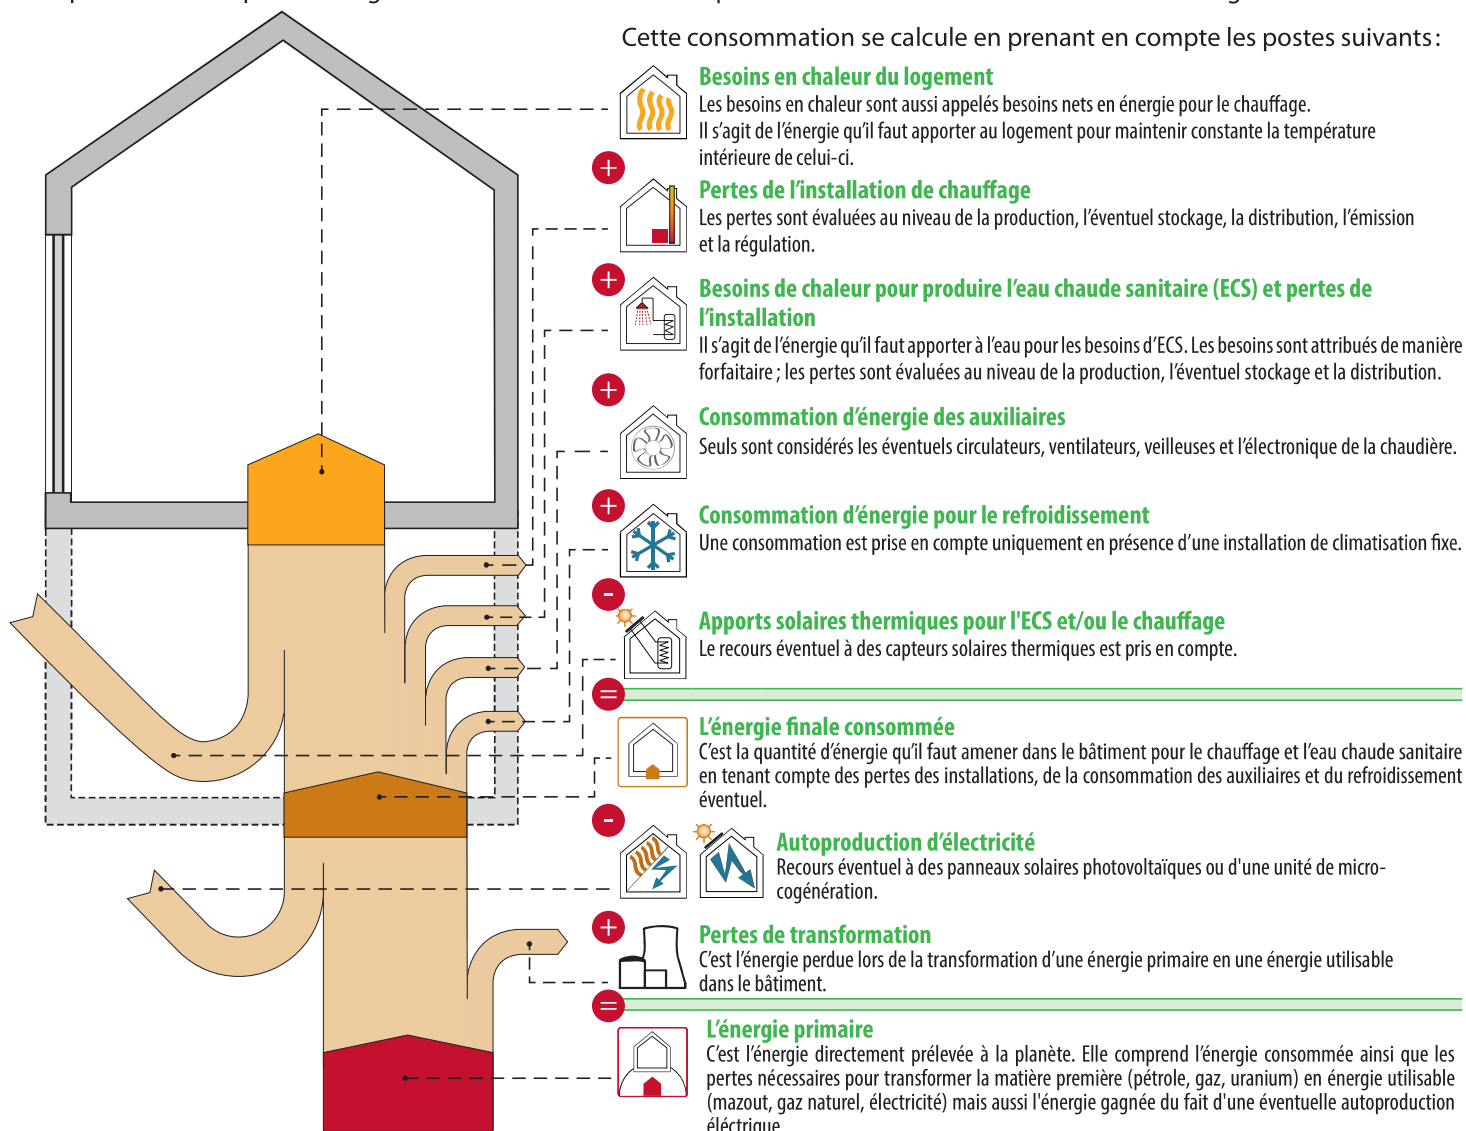 Cette consommation se calcule en prenant en compte les postes suivants :
Besoins en chaleur du logement
Les besoins en chaleur sont aussi appelés besoins nets en énergie pour le chauffage.
Il s’agit de l’énergie qu’il faut apporter au logement pour maintenir constante la température
intérieure de celui-ci.
+
Pertes de l’installation de chauffage
Les pertes sont évaluées au niveau de la production, l’éventuel stockage, la distribution, l’émission
et la régulation.
+
Besoins de chaleur pour produire l’eau chaude sanitaire (ECS) et pertes de
l’installation
Il s’agit de l’énergie qu’il faut apporter à l’eau pour les besoins d’ECS. Les besoins sont attribués de manière
forfaitaire ; les pertes sont évaluées au niveau de la production, l’éventuel stockage et la distribution.
+
Consommation d’énergie des auxiliaires
Seuls sont considérés les éventuels circulateurs, ventilateurs, veilleuses et l’électronique de la chaudière.
+
Consommation d’énergie pour le refroidissement
Une consommation est prise en compte uniquement en présence d’une installation de climatisation fixe.
-
Apports solaires thermiques pour l'ECS et/ou le chauffage
Le recours éventuel à des capteurs solaires thermiques est pris en compte.
=
L’énergie finale consommée
C’est la quantité d’énergie qu’il faut amener dans le bâtiment pour le chauffage et l’eau chaude sanitaire
en tenant compte des pertes des installations, de la consommation des auxiliaires et du refroidissement
éventuel.
-
Autoproduction d’électricité
Recours éventuel à des panneaux solaires photovoltaïques ou d'une unité de micro-
cogénération.
+
Pertes de transformation
C’est l’énergie perdue lors de la transformation d’une énergie primaire en une énergie utilisable
dans le bâtiment.
=
L’énergie primaire
C’est l’énergie directement prélevée à la planète. Elle comprend l’énergie consommée ainsi que les
pertes nécessaires pour transformer la matière première (pétrole, gaz, uranium) en énergie utilisable
(mazout, gaz naturel, électricité) mais aussi l'énergie gagnée du fait d'une éventuelle autoproduction
éléctrique